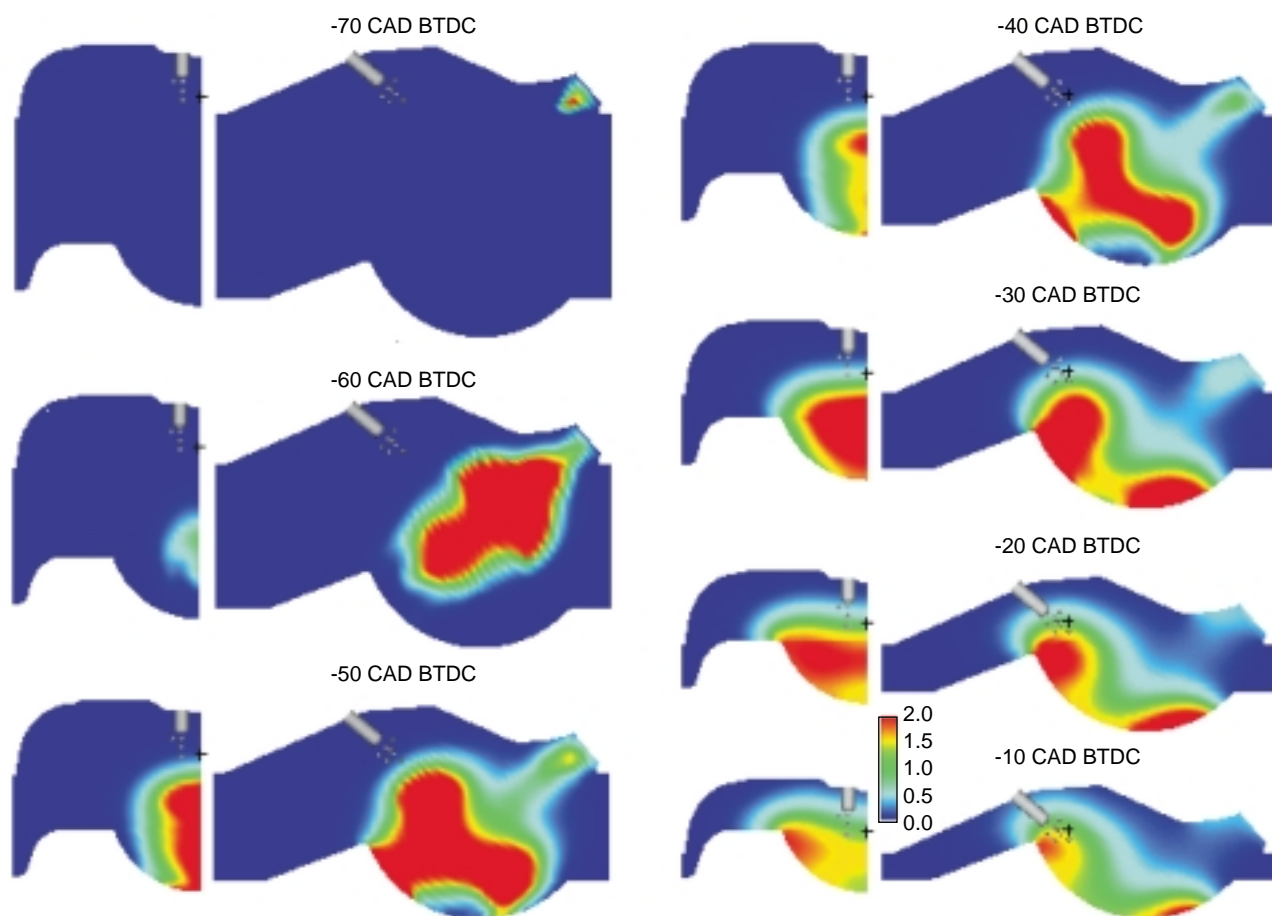 -70 CAD BTDC
-60 CAD BTDC
-50 CAD BTDC
-40 CAD BTDC
-30 CAD BTDC
-20 CAD BTDC
2.0
1.5
1.0
0.5
0.0
-10 CAD BTDC